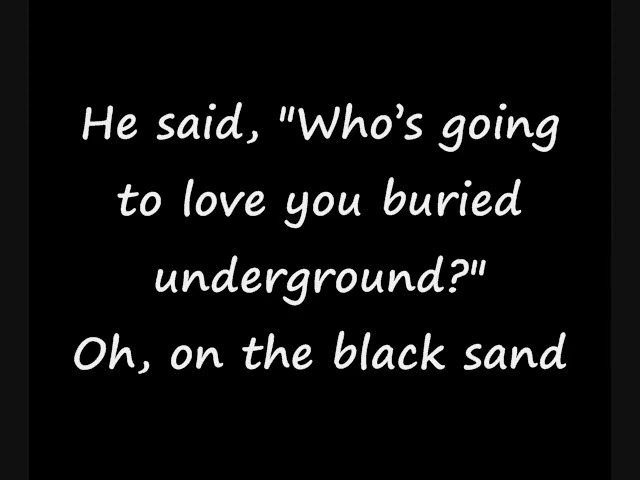 He said, "Who’s going
to love you buried
underground?"
Oh, on the black sand